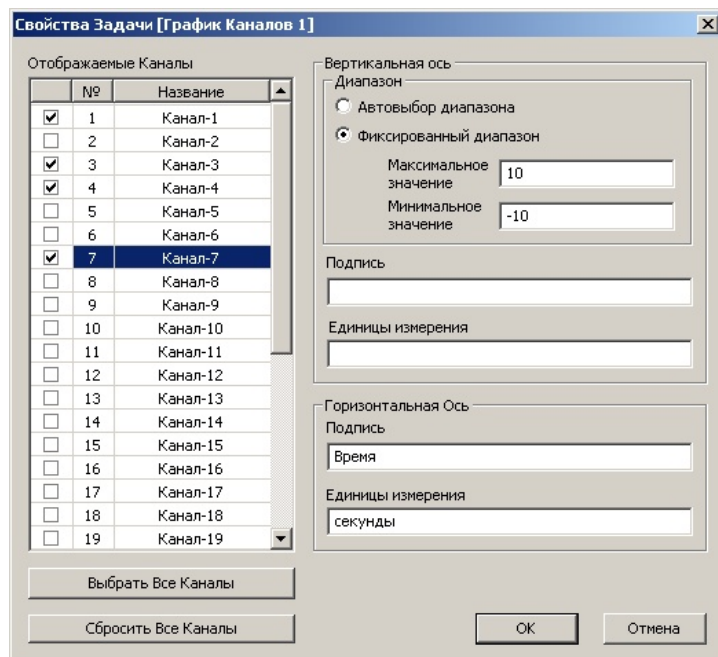 Свойства Задачи [График Каналов 1]
Отображаемые Каналы
№ Название
1 Канал-1
2 Канал-2
3 Канал-3
4 Канал-4
5 Канал-5
6 Канал-6
7 Канал-7
8 Канал-8
9 Канал-9
10 Канал-10
11 Канал-11
12 Канал-12
13 Канал-13
14 Канал-14
15 Канал-15
16 Канал-16
17 Канал-17
18 Канал-18
19 Канал-19
Выбрать Все Каналы
Сбросить Все Каналы
Вертикальная ось
Диапазон
Автовыбор диапазона
Фиксированный диапазон
Максимальное
значение
10
Минимальное
значение
-10
Подпись
Единицы измерения
Горизонтальная Ось
Подпись
Время
Единицы измерения
секунды
OK
Отмена